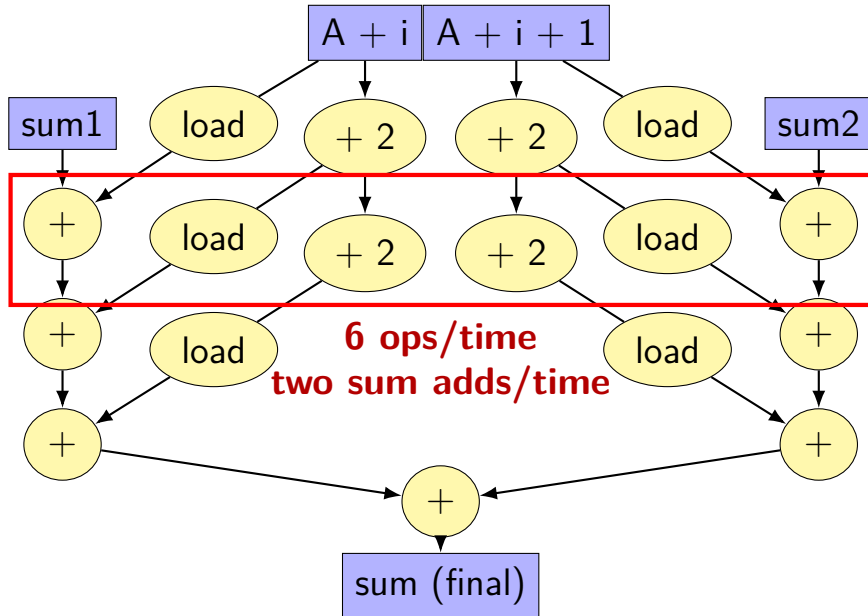 A + i
A + i + 1
sum1
load
+ 2
+ 2
load
sum2
+
load
+ 2
+ 2
load
+
+
load
6 ops/time
load
+
two sum adds/time
+
+
+
sum (final)